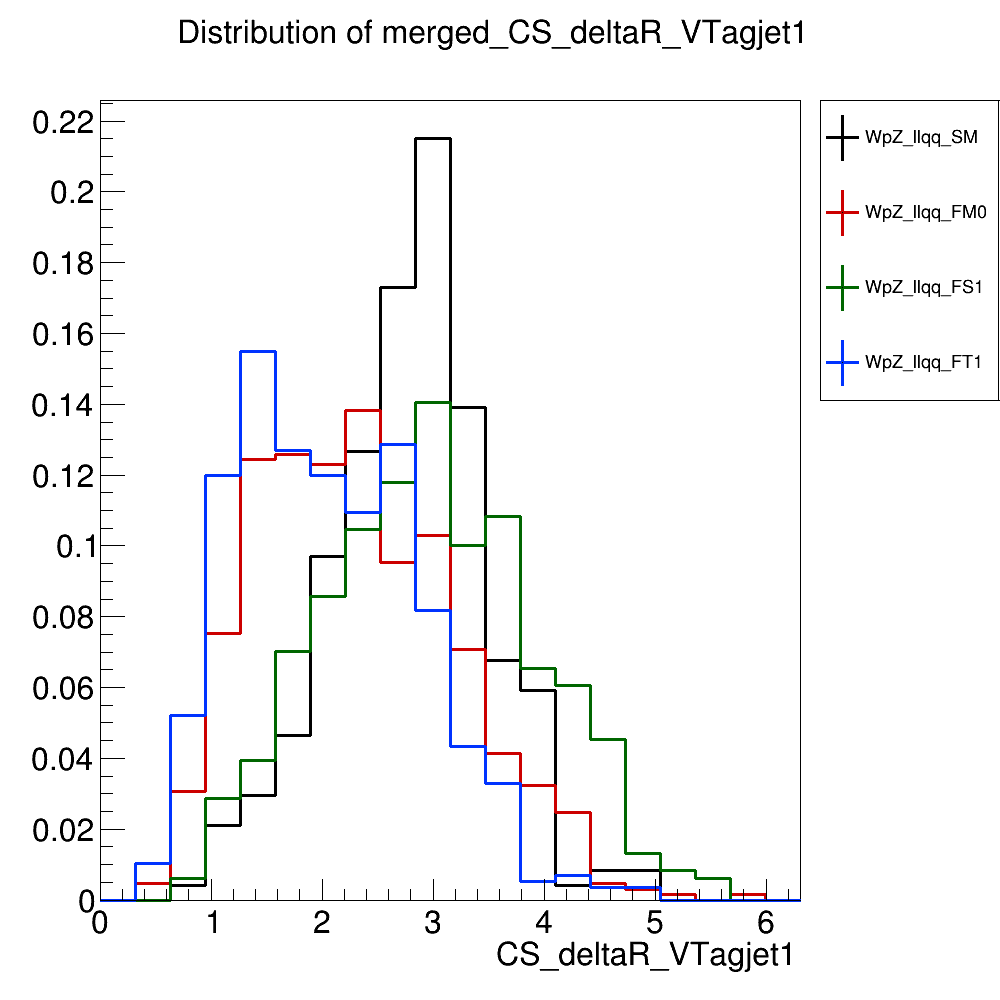 Distribution of merged_CS_deltaR_VTagjet1
WpZ_llqq_SM
WpZ_llqq_FM0
WpZ_llqq_FS1
WpZ_llqq_FT1
0.22
0.2
0.18
0.16
0.14
0.12
0.1
0.08
0.06
0.04
0.02
0
0 1 2 3 4 5 6
CS_deltaR_VTagjet1